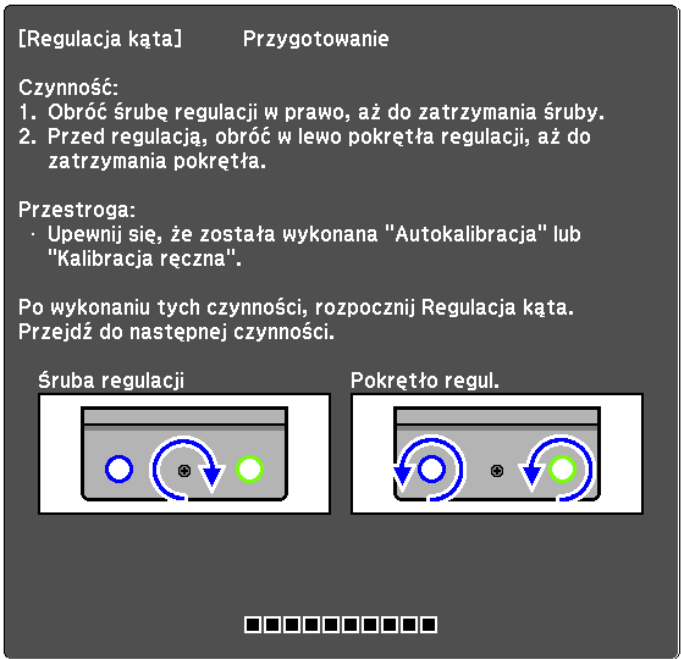 [Regulacja kąta] Przygotowanie
Czynność:
1. Obróć śrubę regulacji w prawo, aż do zatrzymania śruby.
2. Przed regulacją, obróć w lewo pokrętła regulacji, aż do
zatrzymania pokrętła.
Przestroga:
· Upewnij się, że została wykonana "Autokalibracja" lub
"Kalibracja ręczna".
Po wykonaniu tych czynności, rozpocznij Regulacja kąta.
Przejdź do następnej czynności.
Śruba regulacji Pokrętło regul.